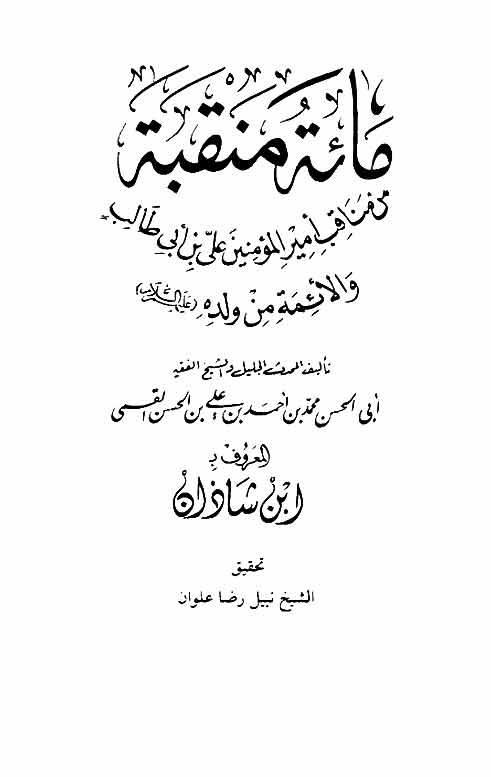 مائة منقبة
من مناقب أمير المؤمنين علي بن أبي طالب
والأئمة من ولده (عليهم السلام)
تأليف المحدث الجليل والشيخ الفقيه
أبي الحسن محمد بن أحمد بن علي بن الحسن القمي
المعروف بـ
ابن شاذان
تحقيق
الشيخ نبيل رضا علوان